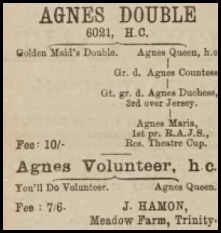 AGNES DOUBLE
6021, H.C.
Golden Maid's Double. Agnes Queen, h.c
Gr. d. Agnes Countess
Gt. gr. d. Agnes Duchess,
3rd over Jersey.
Agnes Maria,
1st pr. R.A.J.S.,
Res. Theatre Cup.
Fee: 10/-
Agnes Volunteer, h.c.
You'll Do Volunteer. Agnes Queen.
Fee : 7/6. J. HAMON,
Meadow Farm, Trinity.